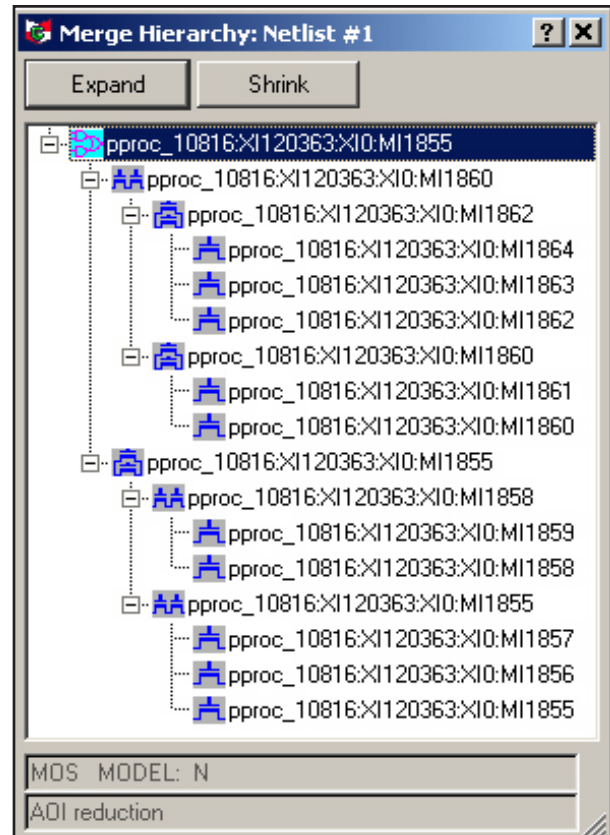 Merge Hierarchy: Netlist #1
Expand Shrink
pproc_10816:XI120363:XI0:MI1855
pproc_10816:XI120363:XI0:MI1860
pproc_10816:XI120363:XI0:MI1862
pproc_10816:XI120363:XI0:MI1864
pproc_10816:XI120363:XI0:MI1863
pproc_10816:XI120363:XI0:MI1862
pproc_10816:XI120363:XI0:MI1860
pproc_10816:XI120363:XI0:MI1861
pproc_10816:XI120363:XI0:MI1860
pproc_10816:XI120363:XI0:MI1855
pproc_10816:XI120363:XI0:MI1858
pproc_10816:XI120363:XI0:MI1859
pproc_10816:XI120363:XI0:MI1858
pproc_10816:XI120363:XI0:MI1855
pproc_10816:XI120363:XI0:MI1857
pproc_10816:XI120363:XI0:MI1856
pproc_10816:XI120363:XI0:MI1855
MOS MODEL: N
AOI reduction